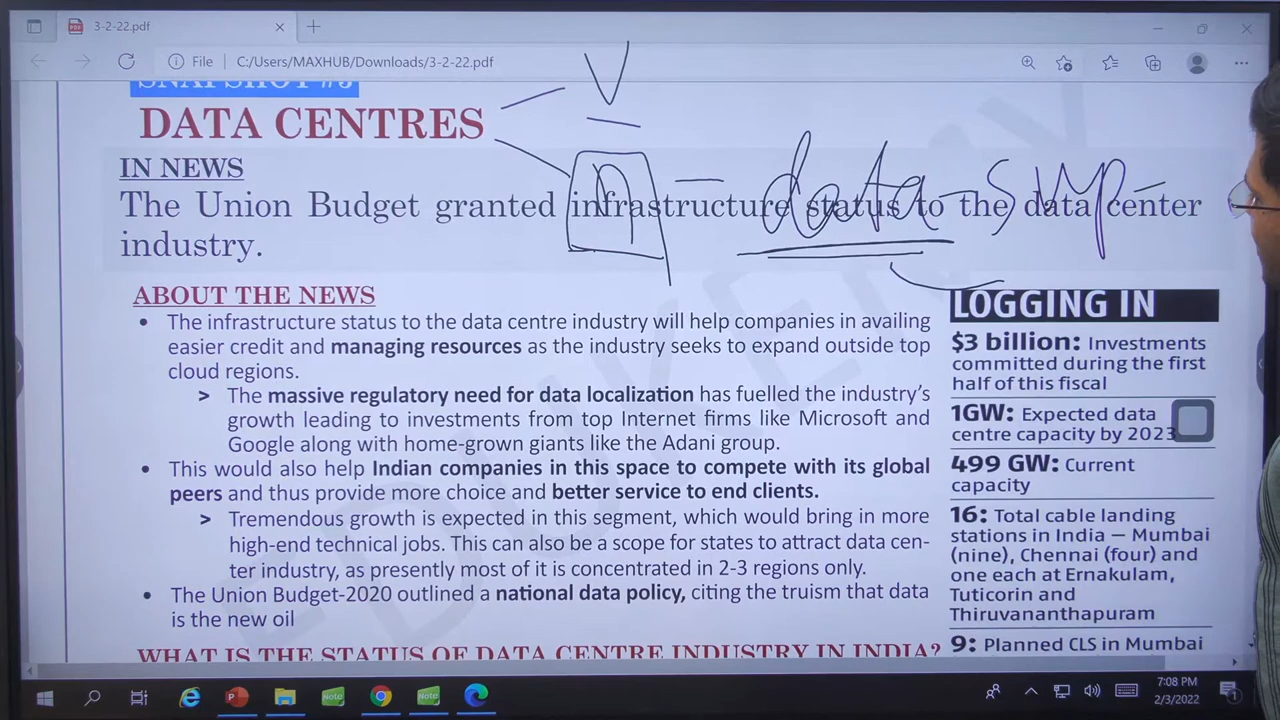 3-2-22.pdf
File C:/Users/MAXHUB/Downloads/3-2-22.pdf
SNAPSHOT #3
DATA CENTRES
V
IN NEWS
The Union Budget granted infrastructure status to the data center
industry.
data - sup -
ABOUT THE NEWS
• The infrastructure status to the data centre industry will help companies in availing
easier credit and managing resources as the industry seeks to expand outside top
cloud regions.
> The massive regulatory need for data localization has fuelled the industry's
growth leading to investments from top Internet firms like Microsoft and
Google along with home-grown giants like the Adani group.
• This would also help Indian companies in this space to compete with its global
peers and thus provide more choice and better service to end clients.
> Tremendous growth is expected in this segment, which would bring in more
high-end technical jobs. This can also be a scope for states to attract data cen-
ter industry, as presently most of it is concentrated in 2-3 regions only.
• The Union Budget-2020 outlined a national data policy, citing the truism that data
is the new oil
WHAT IS THE STATUS OF DATA CENTRE INDUSTRY IN INDIA?
LOGGING IN
$3 billion: Investments
committed during the first
half of this fiscal
1GW: Expected data
centre capacity by 2023
499 GW: Current
capacity
16: Total cable landing
stations in India – Mumbai
(nine), Chennai (four) and
one each at Ernakulam,
Tuticorin and
Thiruvananthapuram
9: Planned CLS in Mumbai
Note
Note
7:08 PM
2/3/2022